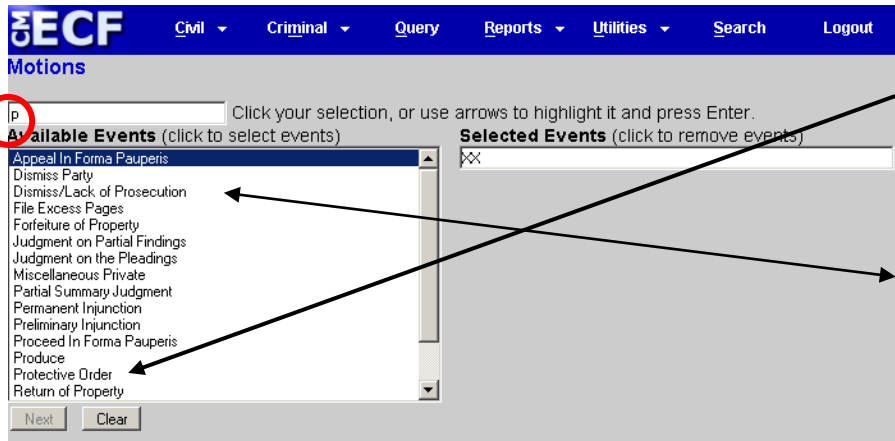 CM ECF Civil Criminal Query Reports Utilities Search Logout
Motions
p Click your selection, or use arrows to highlight it and press Enter.
Available Events (click to select events) Selected Events (click to remove events)
Appeal In Forma Pauperis XX
Dismiss Party
Dismiss/Lack of Prosecution
File Excess Pages
Forfeiture of Property
Judgment on Partial Findings
Judgment on the Pleadings
Miscellaneous Private
Partial Summary Judgment
Permanent Injunction
Preliminary Injunction
Proceed In Forma Pauperis
Produce
Protective Order
Return of Property
Next Clear